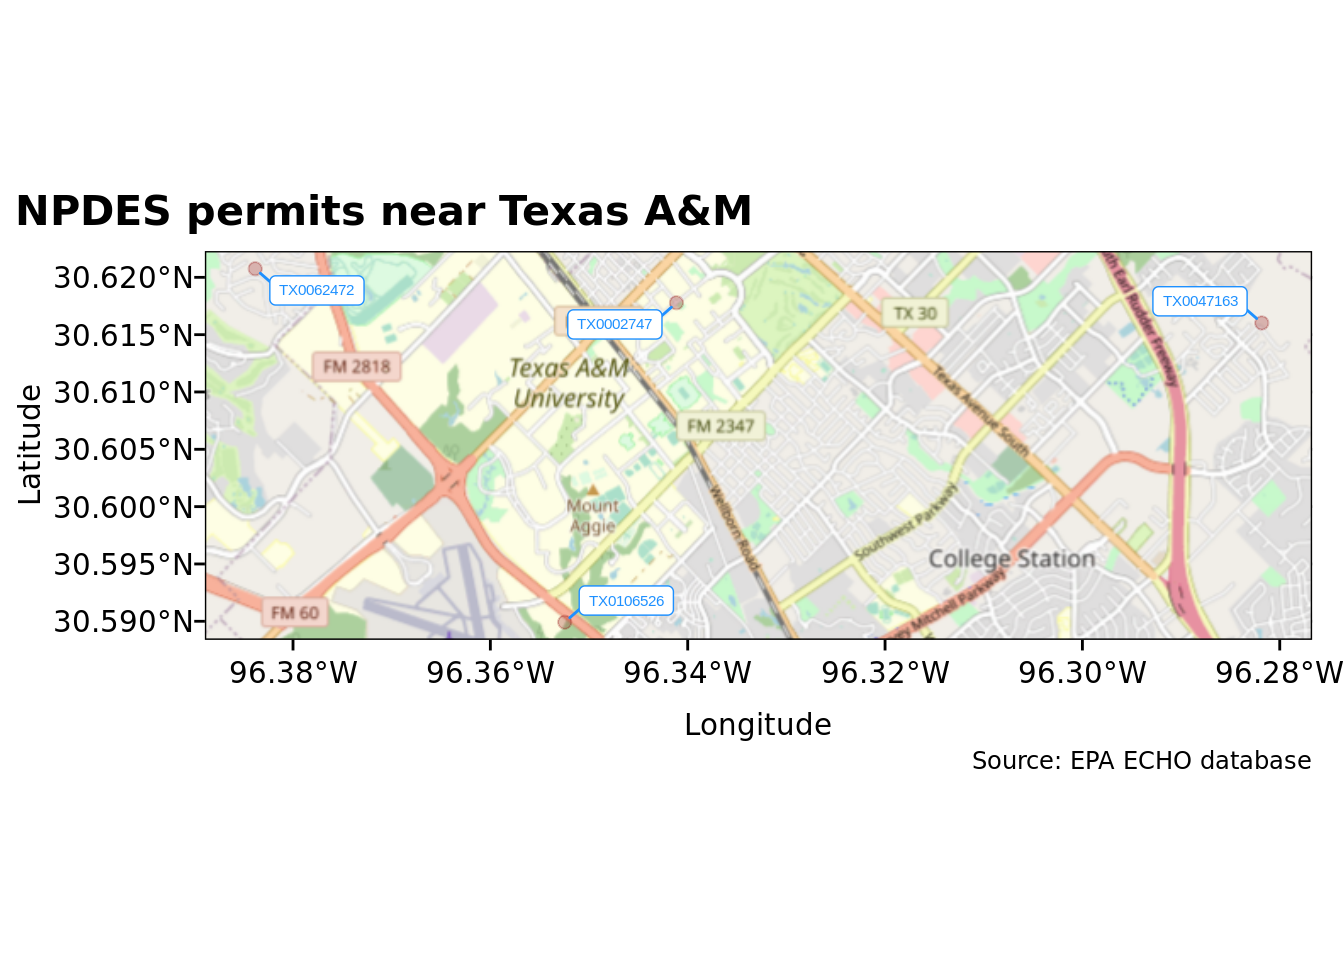 NPDES permits near Texas A&M
30.620°N
30.615°N
30.610°N
30.605°N
30.600°N
30.595°N
30.590°N
Latitude
TX0062472
TX0002747
TX0047163
TX0106526
FM 2818
TX 30
Texas A&M
University
FM 2347
Mount
Aggie
FM 60
College Station
Texas Avenue South
Southwest Parkway
Wellborn Road
Earl Rudder Freeway
Mitchell Parkway
96.38°W
96.36°W
96.34°W
96.32°W
96.30°W
96.28°W
Longitude
Source: EPA ECHO database